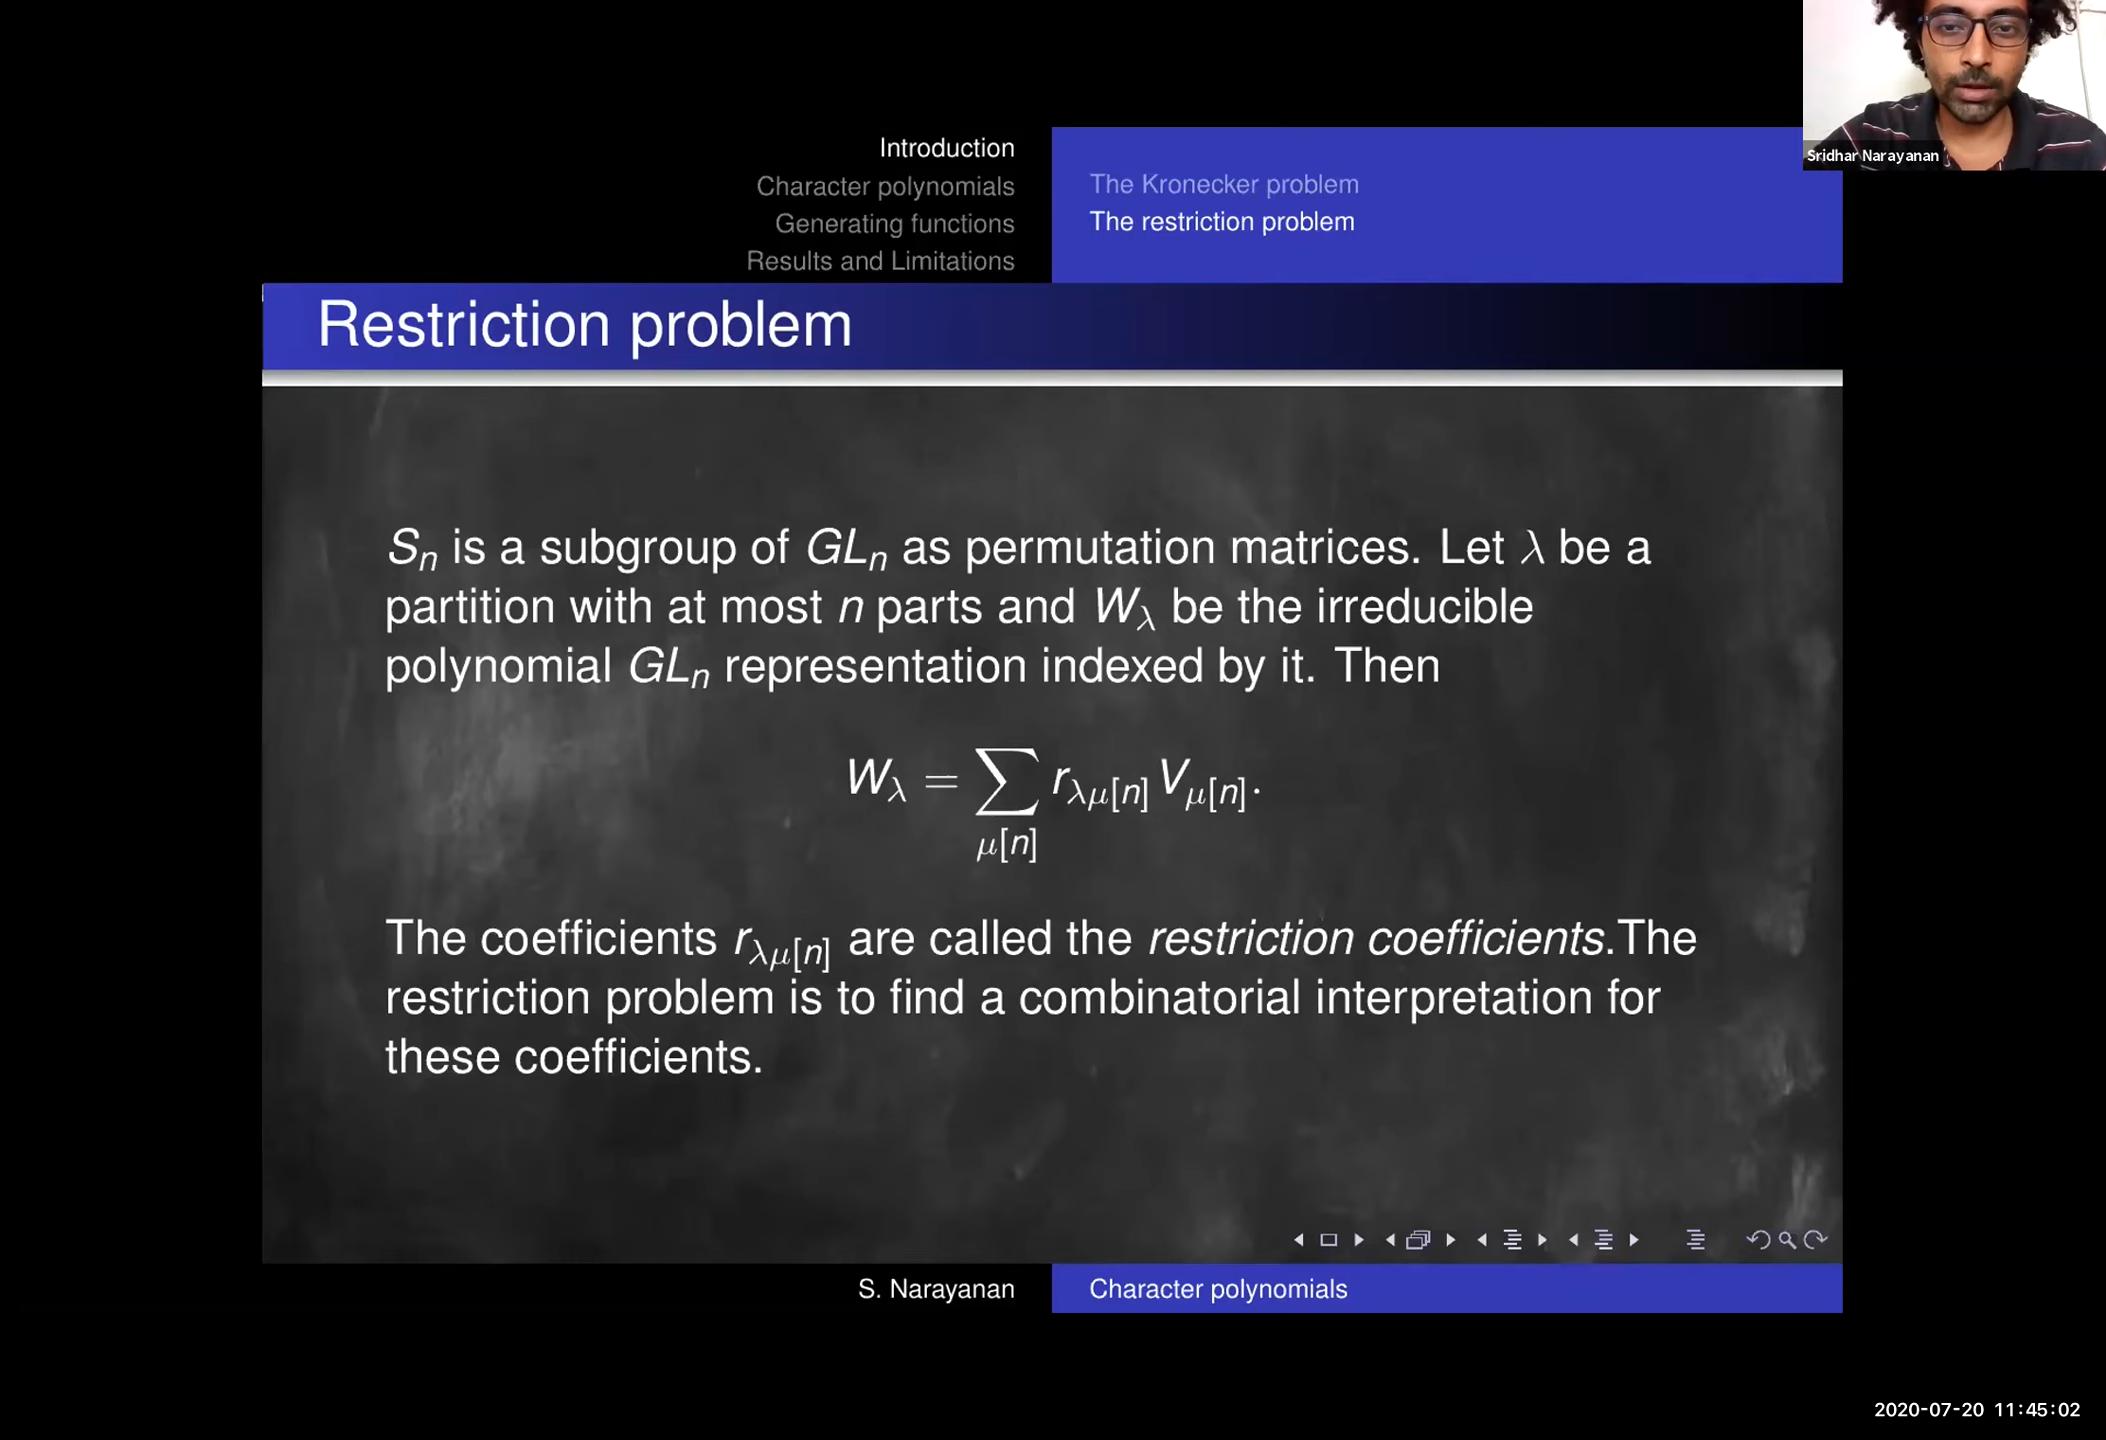 Introduction
Character polynomials
Generating functions
Results and Limitations
The Kronecker problem
The restriction problem
Sridhar Narayanan
Restriction problem
Sₙ is a subgroup of GLₙ as permutation matrices. Let λ be a
partition with at most n parts and W_λ be the irreducible
polynomial GLₙ representation indexed by it. Then
W_λ = ∑_{μ[n]} r_{λμ[n]} V_{μ[n]}.
The coefficients r_{λμ[n]} are called the restriction coefficients.The
restriction problem is to find a combinatorial interpretation for
these coefficients.
S. Narayanan
Character polynomials
2020-07-20 11:45:02